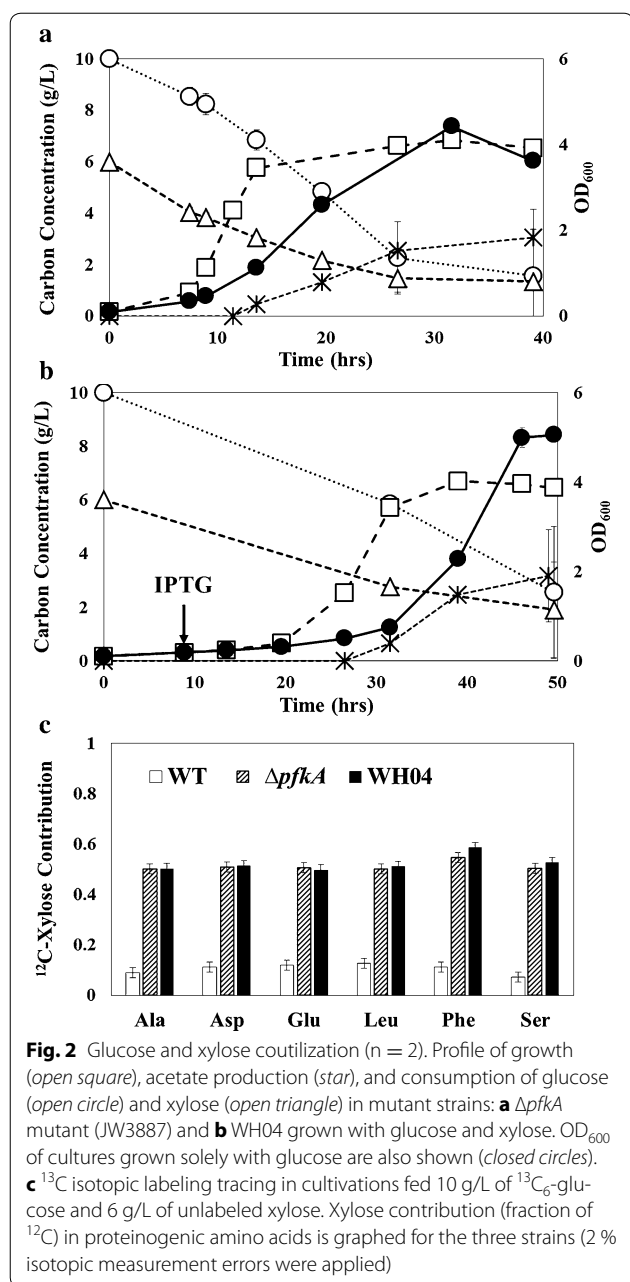 a
10
8
6
4
2
0
Carbon Concentration (g/L)
6
4
2
0
OD600
0
10
20
30
40
Time (hrs)
b
10
8
6
4
2
0
Carbon Concentration (g/L)
IPTG
6
4
2
0
OD600
0
10
20
30
40
50
Time (hrs)
c
1
0.8
0.6
0.4
0.2
0
12C-Xylose Contribution
WT ΔpfkA WH04
Ala Asp Glu Leu Phe Ser
Fig. 2 Glucose and xylose coutilization (n = 2). Profile of growth
(open square), acetate production (star), and consumption of glucose
(open circle) and xylose (open triangle) in mutant strains: a ΔpfkA
mutant (JW3887) and b WH04 grown with glucose and xylose. OD600
of cultures grown solely with glucose are also shown (closed circles).
c 13C isotopic labeling tracing in cultivations fed 10 g/L of 13C6-glu-
cose and 6 g/L of unlabeled xylose. Xylose contribution (fraction of
12C) in proteinogenic amino acids is graphed for the three strains (2 %
isotopic measurement errors were applied)